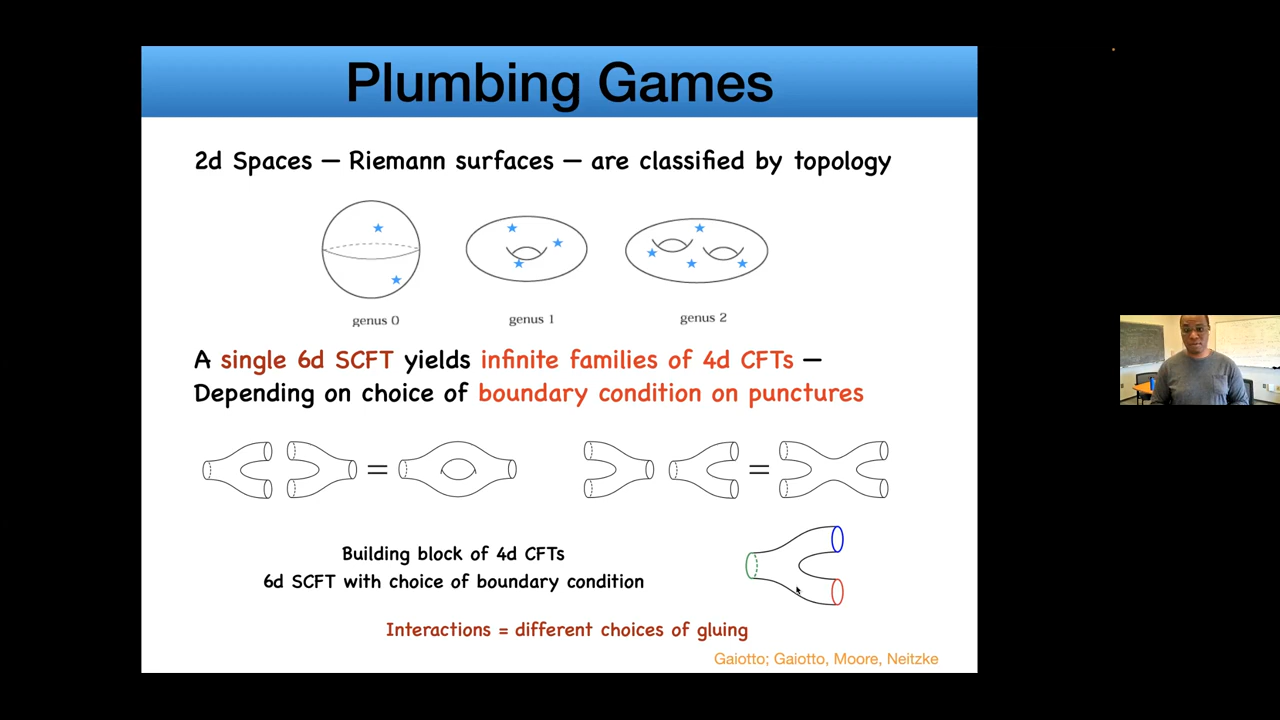 Plumbing Games
2d Spaces — Riemann surfaces — are classified by topology
genus 0
genus 1
genus 2
A single 6d SCFT yields infinite families of 4d CFTs —
Depending on choice of boundary condition on punctures
=
=
Building block of 4d CFTs
6d SCFT with choice of boundary condition
Interactions = different choices of gluing
Gaiotto; Gaiotto, Moore, Neitzke